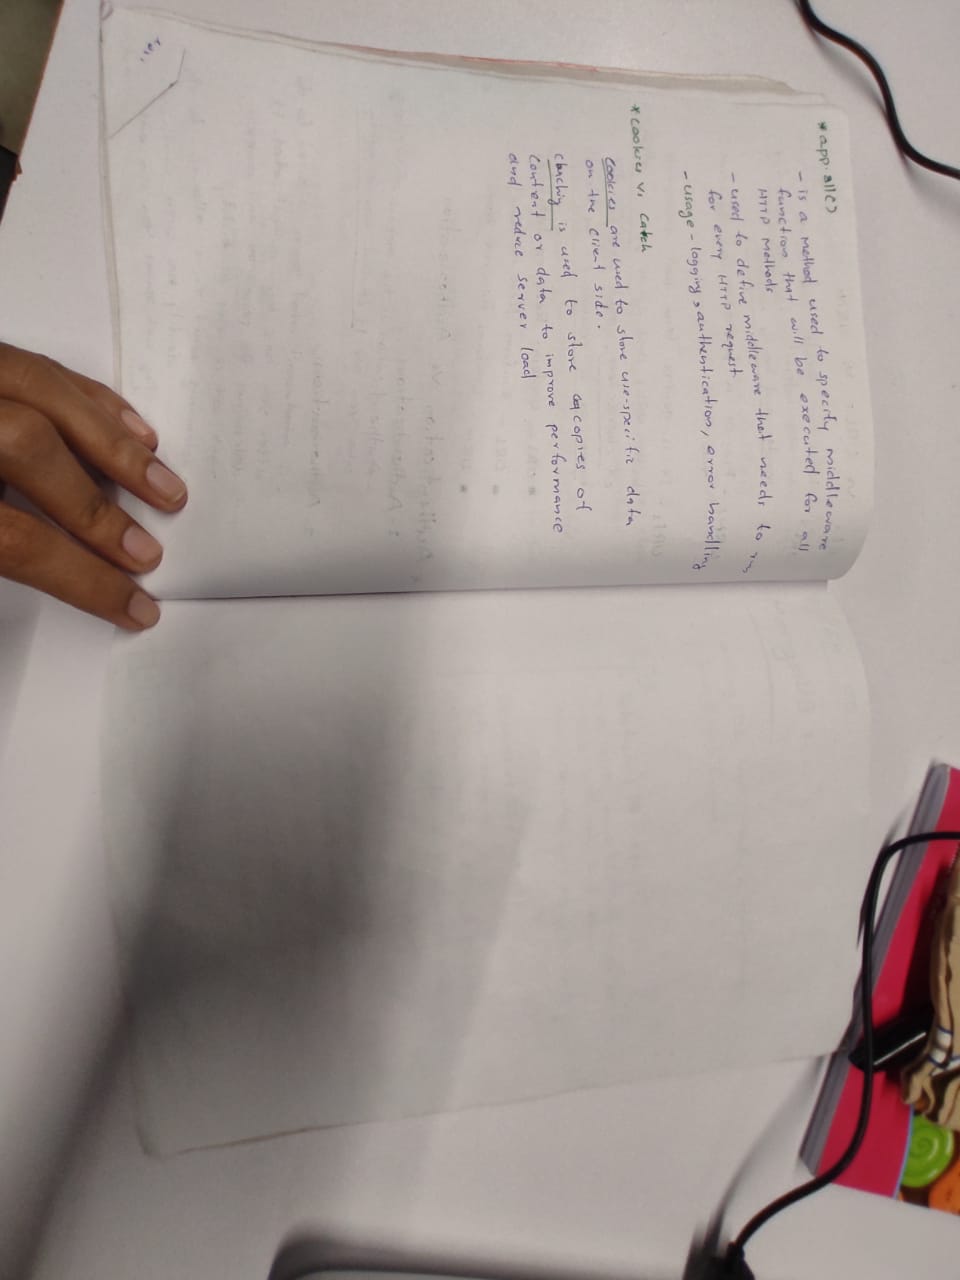 * app.all()
- is a method used to specify middleware
function that will be executed for all
HTTP methods
- used to define middleware that needs to run
for every HTTP request
- usage - logging, authentication, error handling
* cookies vs catch
cookies are used to store use-specific data
on the client side.
is used to store copies of
content or data to improve performance
and reduce server load